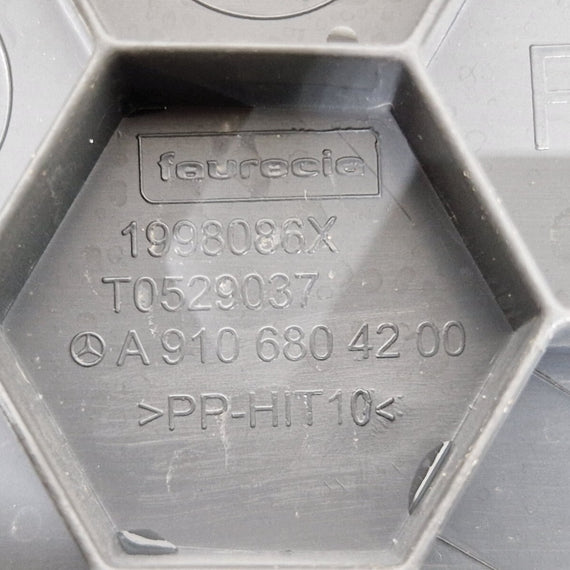 faurecia
1998086X
T0529037
A 910 680 42 00
>PP-HIT10<